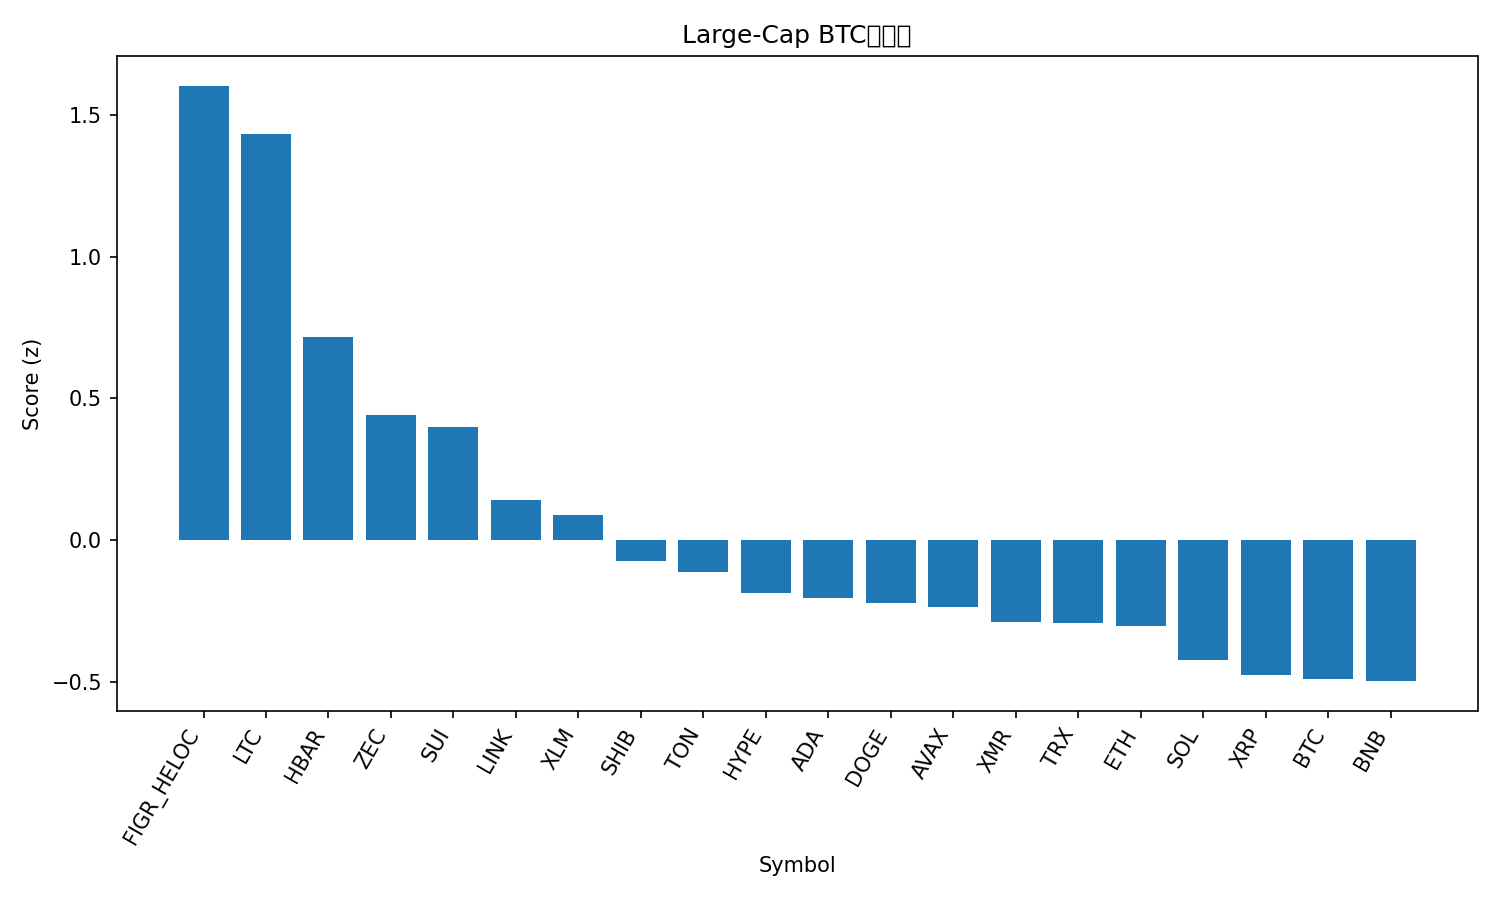 Large-Cap BTC
Score (z)
1.5
1.0
0.5
0.0
−0.5
FIGR_HELOC
LTC
HBAR
ZEC
SUI
LINK
XLM
SHIB
TON
HYPE
ADA
DOGE
AVAX
XMR
TRX
ETH
SOL
XRP
BTC
BNB
Symbol